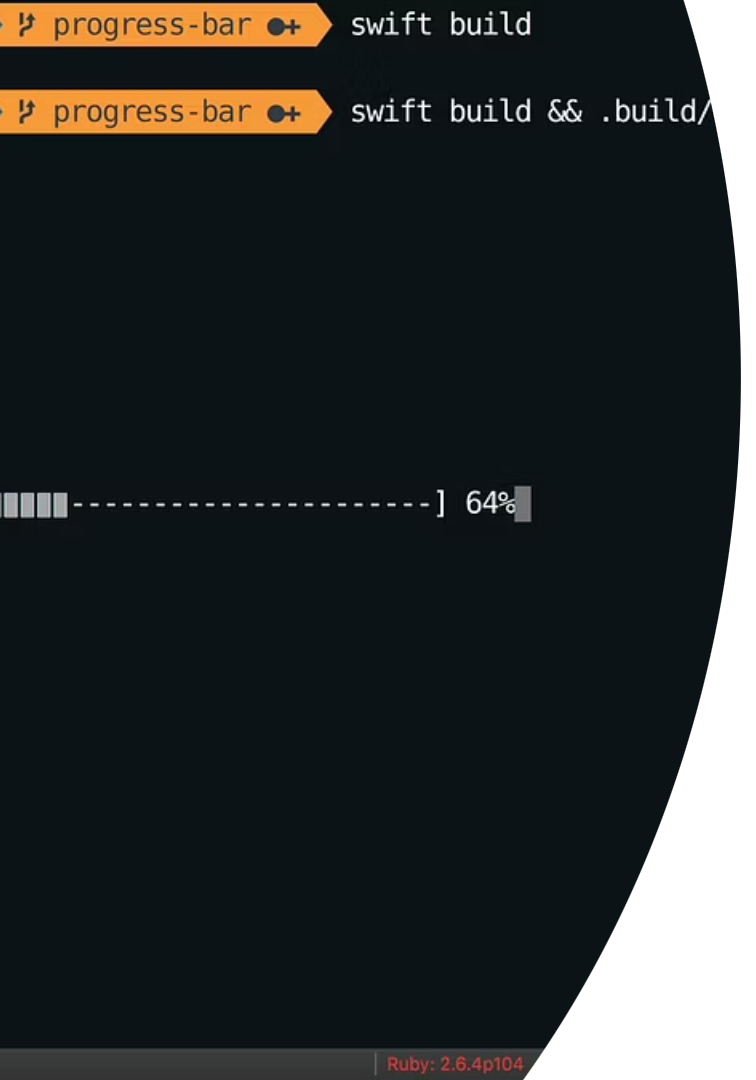 progress-bar ●+ swift build
progress-bar ●+ swift build && .build/
----------------------] 64%
Ruby: 2.6.4p104